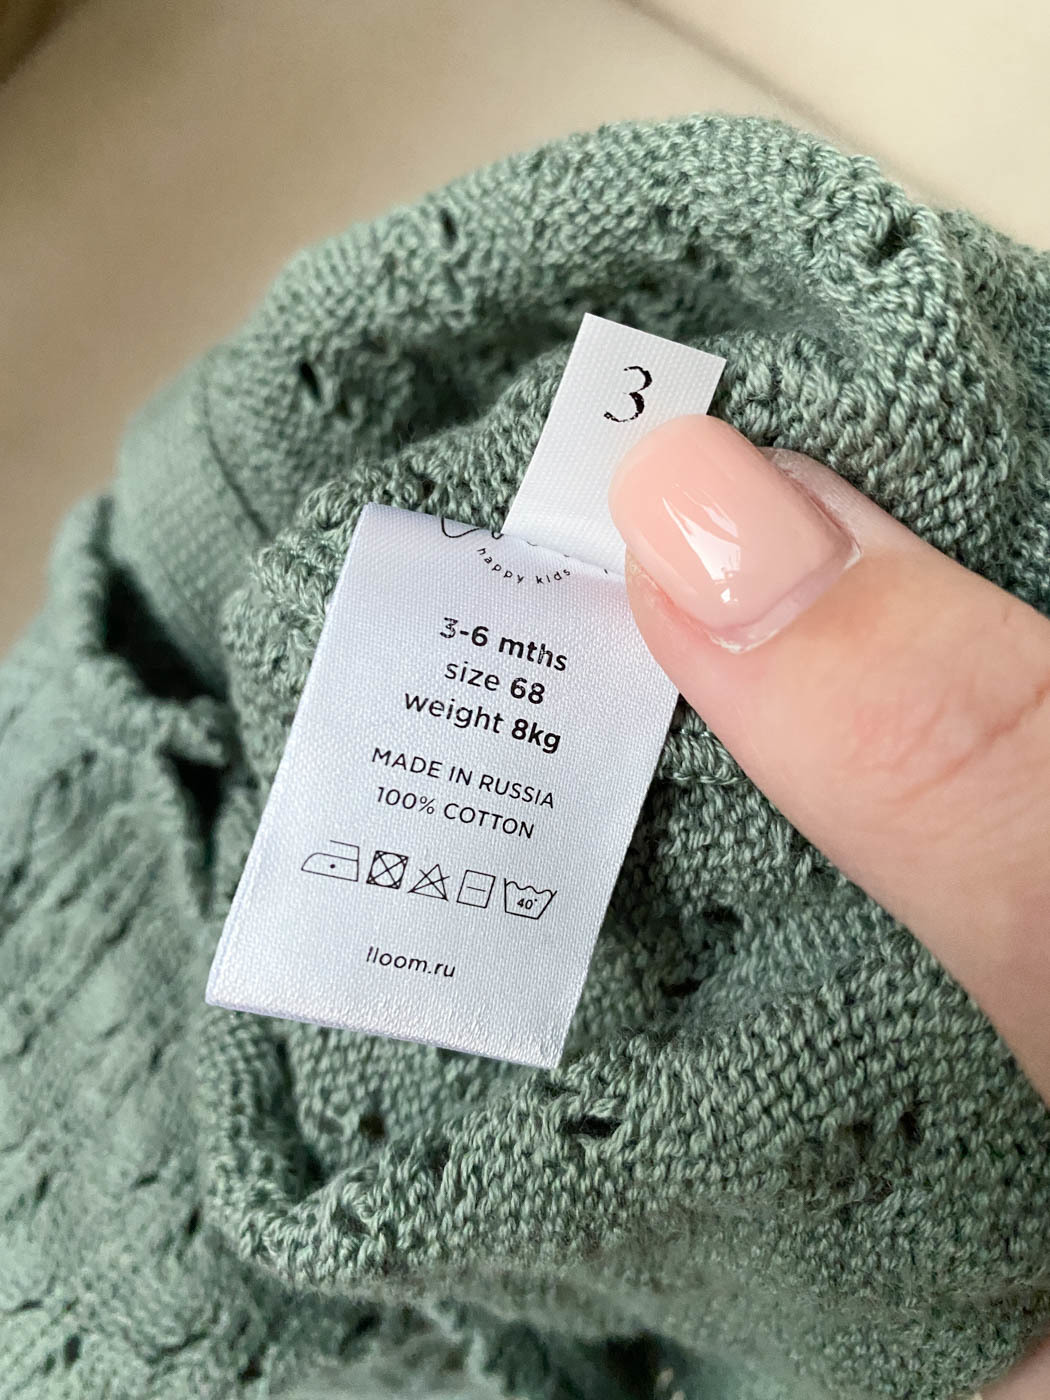 3
happy kids
3-6 mths
size 68
weight 8kg
MADE IN RUSSIA
100% COTTON
40°
lloom.ru